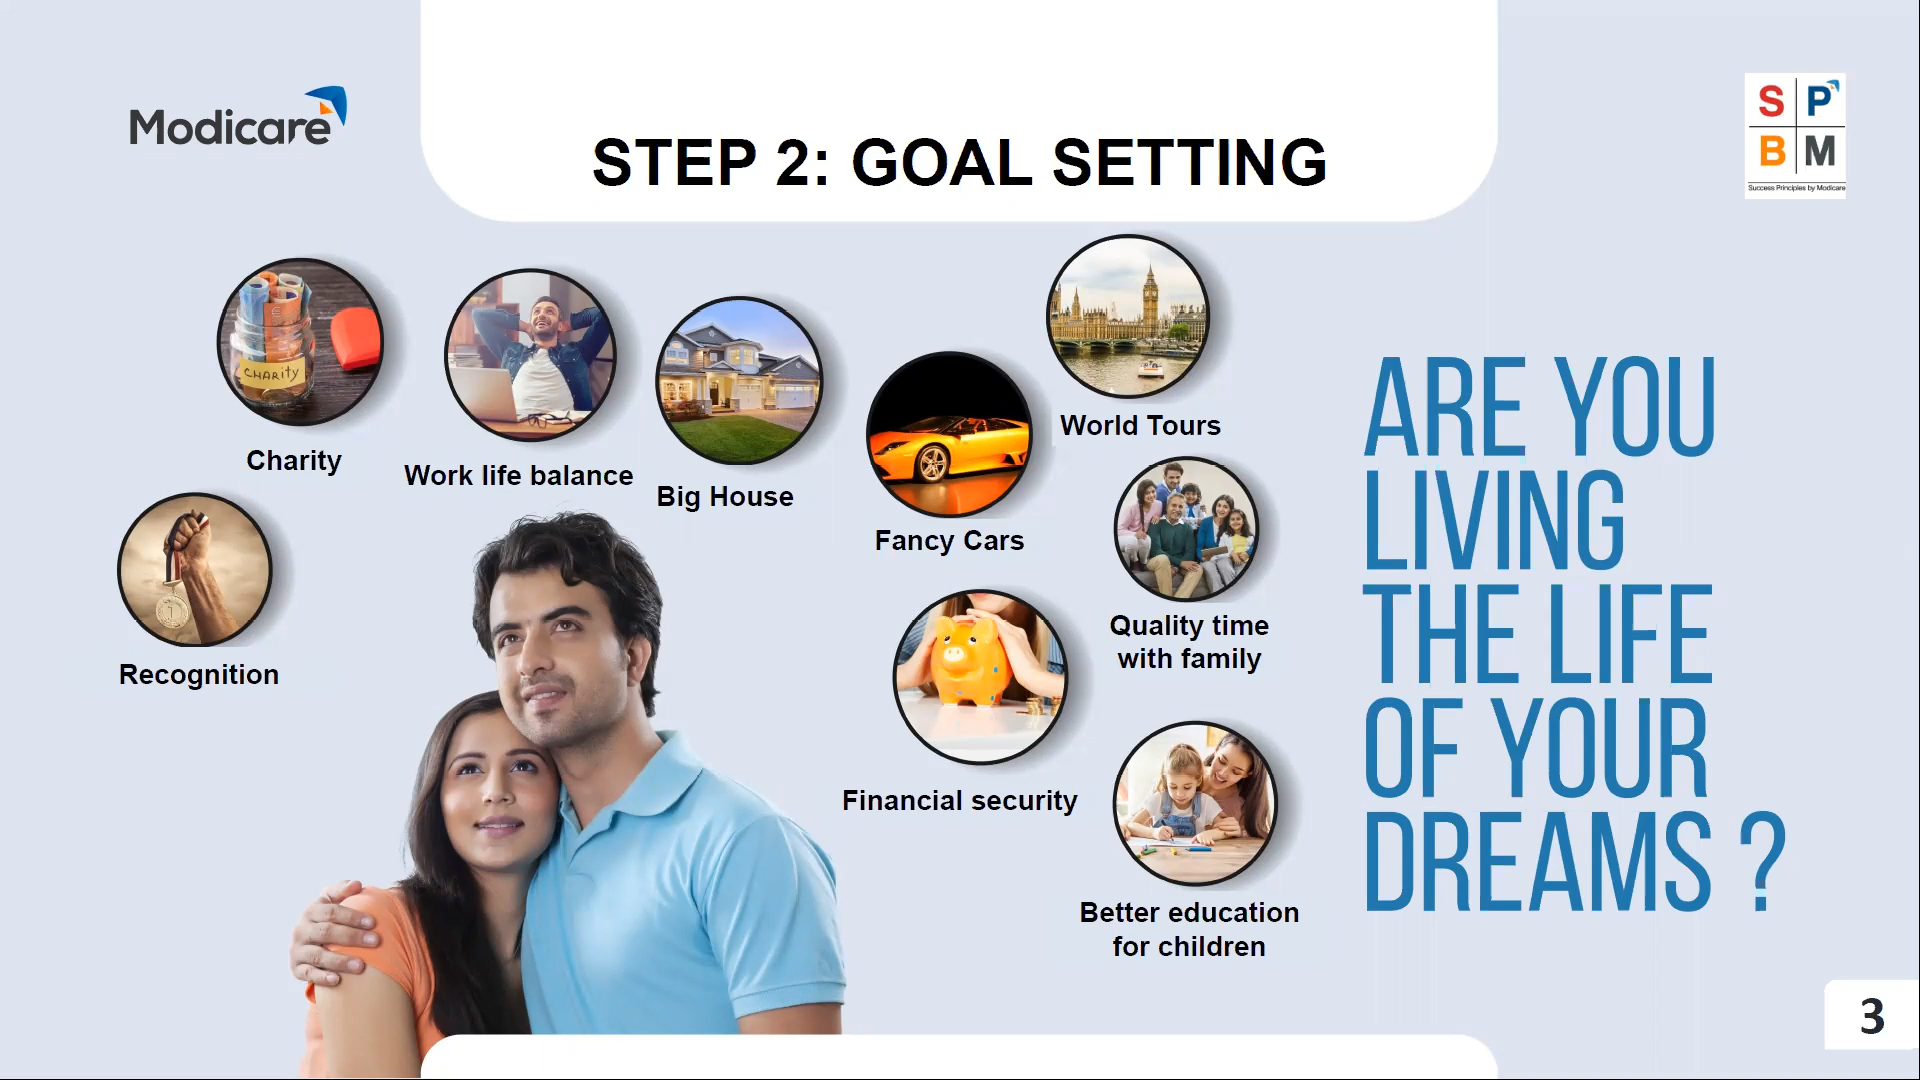 Modicare
STEP 2: GOAL SETTING
S P
B M
Success Principles by Modicare
CHARITY
Charity
Work life balance
Big House
Fancy Cars
World Tours
Recognition
Quality time
with family
Financial security
Better education
for children
ARE YOU
LIVING
THE LIFE
OF YOUR
DREAMS ?
3